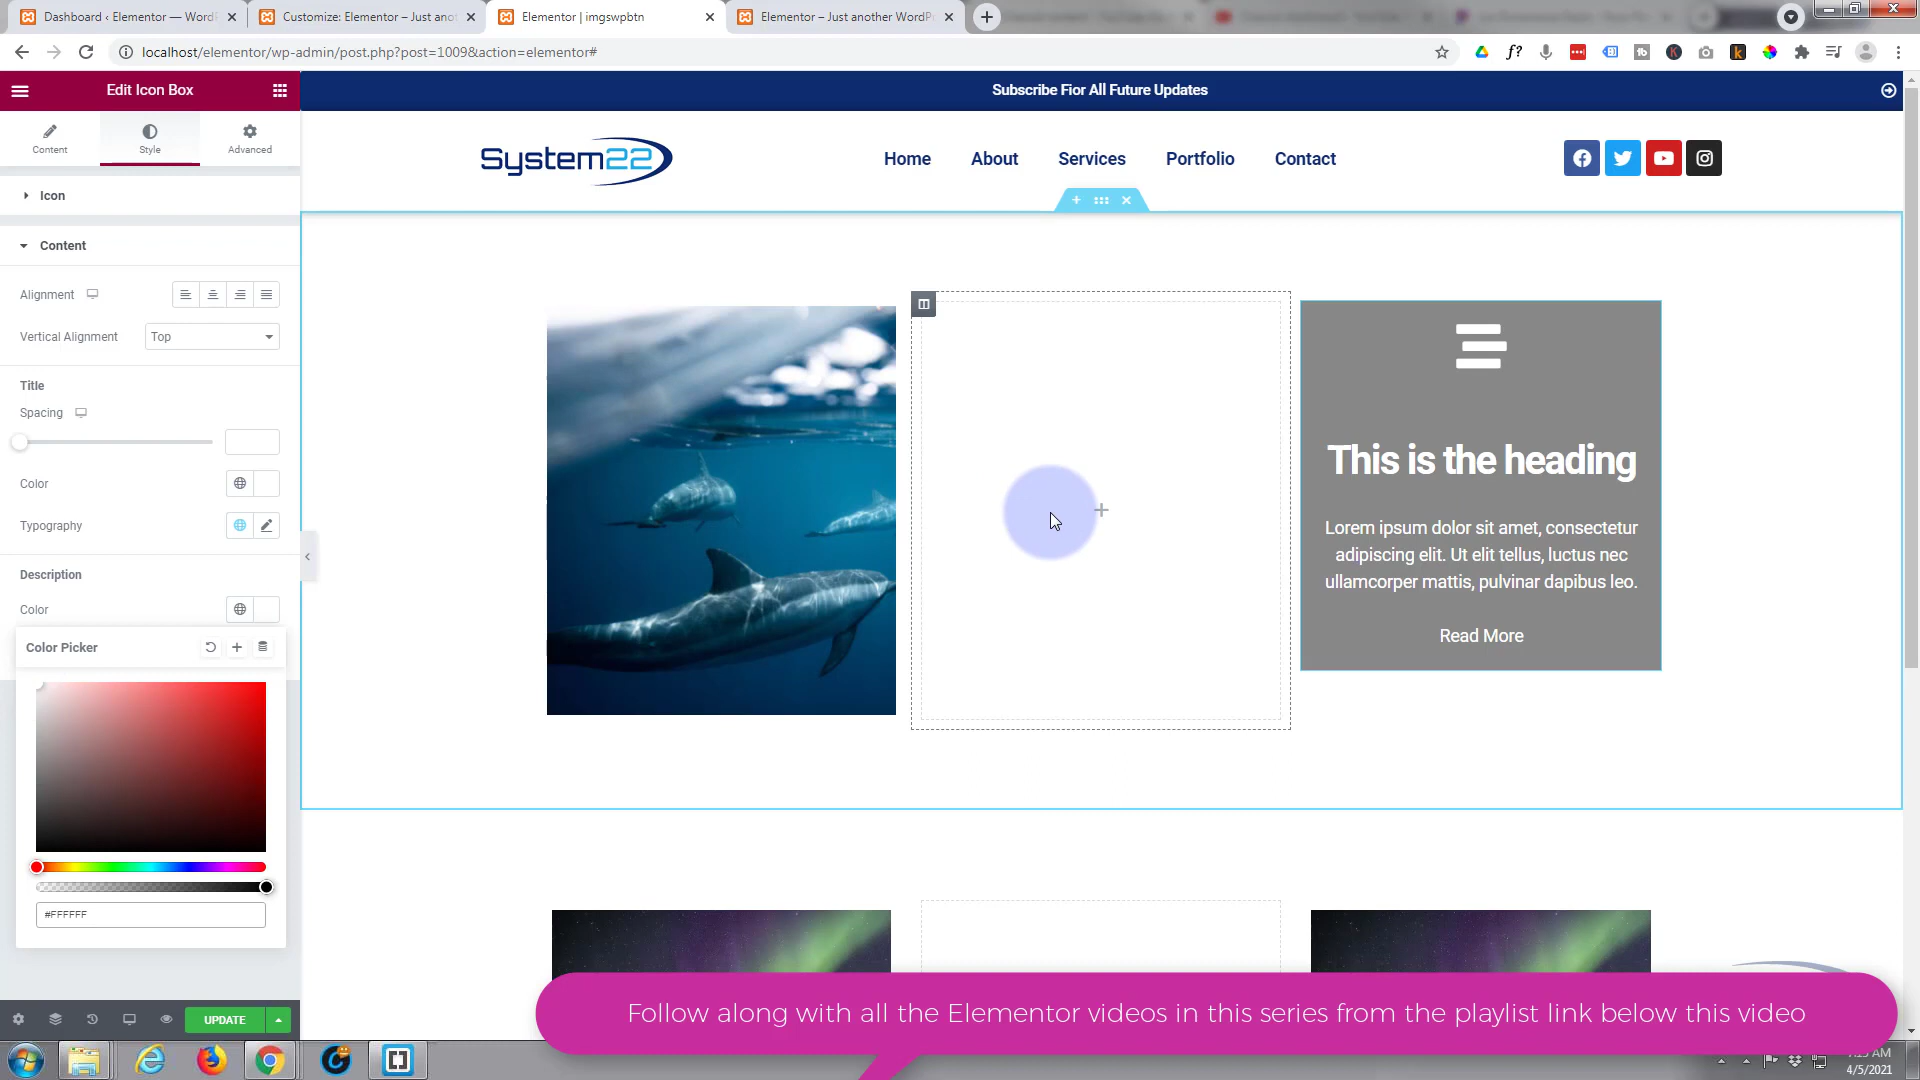 Dashboard ‹ Elementor — WordP
Customize: Elementor – Just anot
Elementor | imgswpbtn
Elementor – Just another WordPr
localhost/elementor/wp-admin/post.php?post=1009&action=elementor#
Edit Icon Box
Content
Style
Advanced
Icon
Content
Alignment
Vertical Alignment
Top
Title
Spacing
Color
Typography
Description
Color
Color Picker
#FFFFFF
UPDATE
Subscribe Fior All Future Updates
System22
Home
About
Services
Portfolio
Contact
This is the heading
Lorem ipsum dolor sit amet, consectetur
adipiscing elit. Ut elit tellus, luctus nec
ullamcorper mattis, pulvinar dapibus leo.
Read More
Follow along with all the Elementor videos in this series from the playlist link below this video
4/5/2021